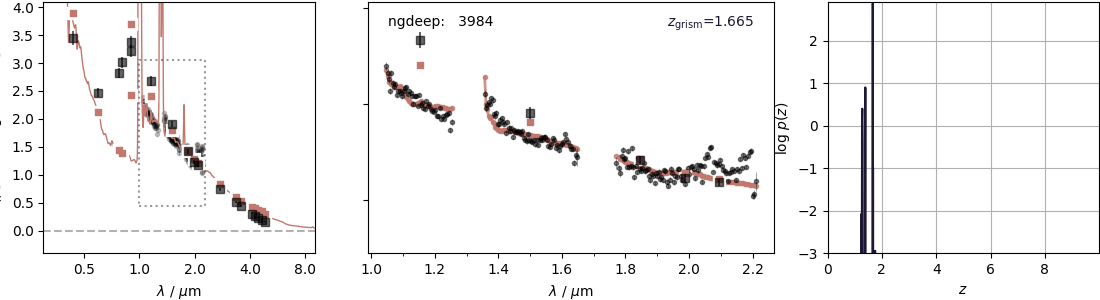 4.0
3.5
3.0
2.5
2.0
1.5
1.0
0.5
0.0
0.5 1.0 2.0 4.0 8.0
λ / μm
ngdeep: 3984 z_grism=1.665
1.0 1.2 1.4 1.6 1.8 2.0 2.2
λ / μm
log p(z)
2
1
0
−1
−2
−3
0 2 4 6 8
z